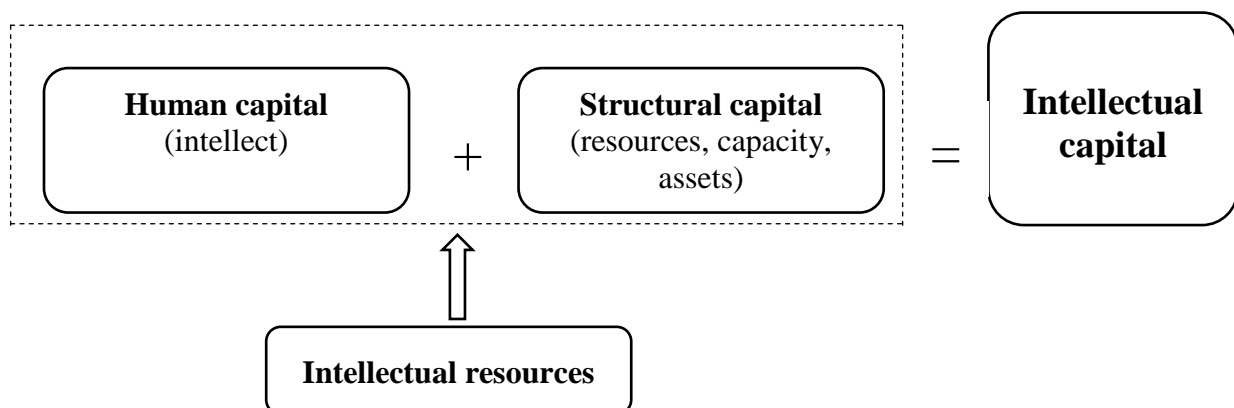 Human capital
(intellect)
+
Structural capital
(resources, capacity,
assets)
=
Intellectual
capital
Intellectual resources